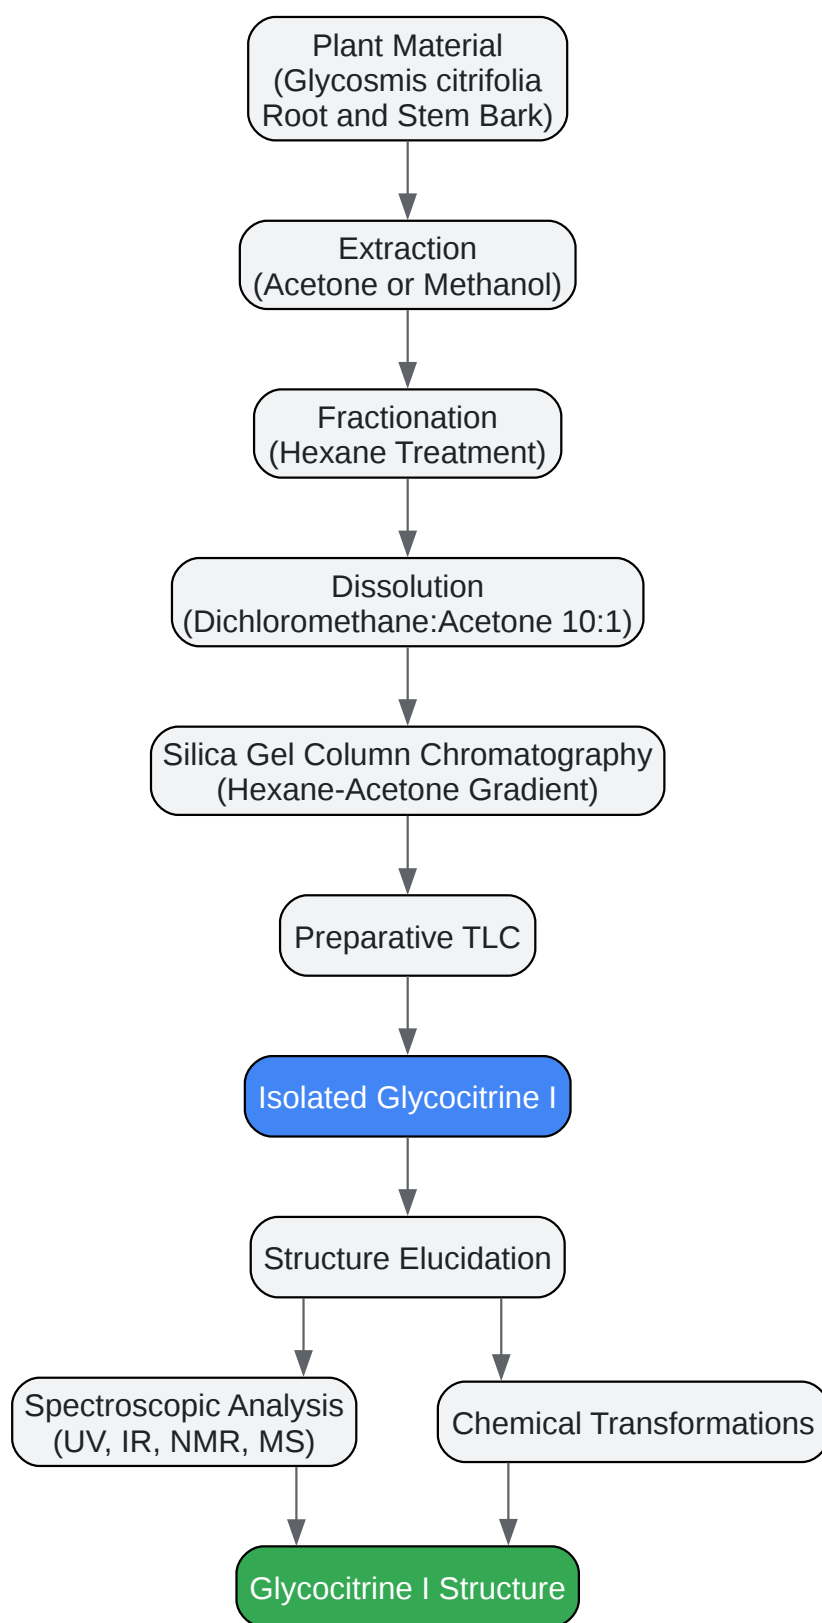 Plant Material
(Glycosmis citrifolia
Root and Stem Bark)
Extraction
(Acetone or Methanol)
Fractionation
(Hexane Treatment)
Dissolution
(Dichloromethane:Acetone 10:1)
Silica Gel Column Chromatography
(Hexane-Acetone Gradient)
Preparative TLC
Isolated Glycocitrine I
Structure Elucidation
Spectroscopic Analysis
(UV, IR, NMR, MS)
Chemical Transformations
Glycocitrine I Structure